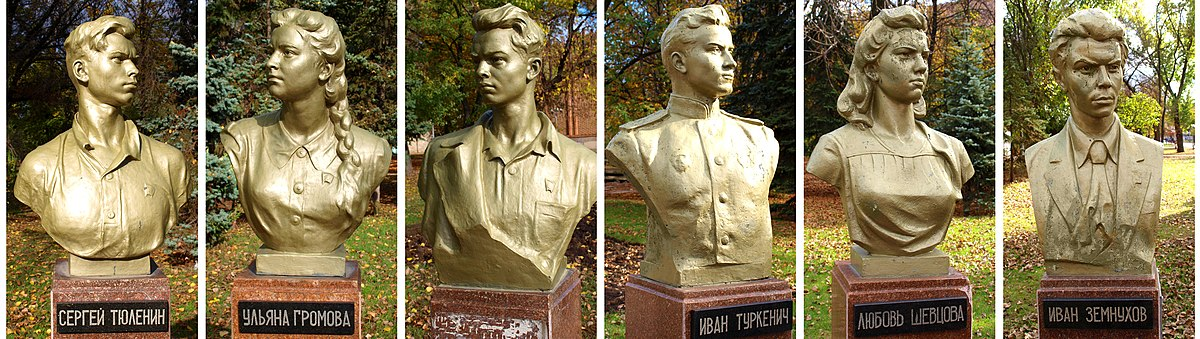 СЕРГЕЙ ТЮЛЕНИН
УЛЬЯНА ГРОМОВА
ИВАН ТУРКЕНИЧ
ЛЮБОВЬ ШЕВЦОВА
ИВАН ЗЕМНУХОВ